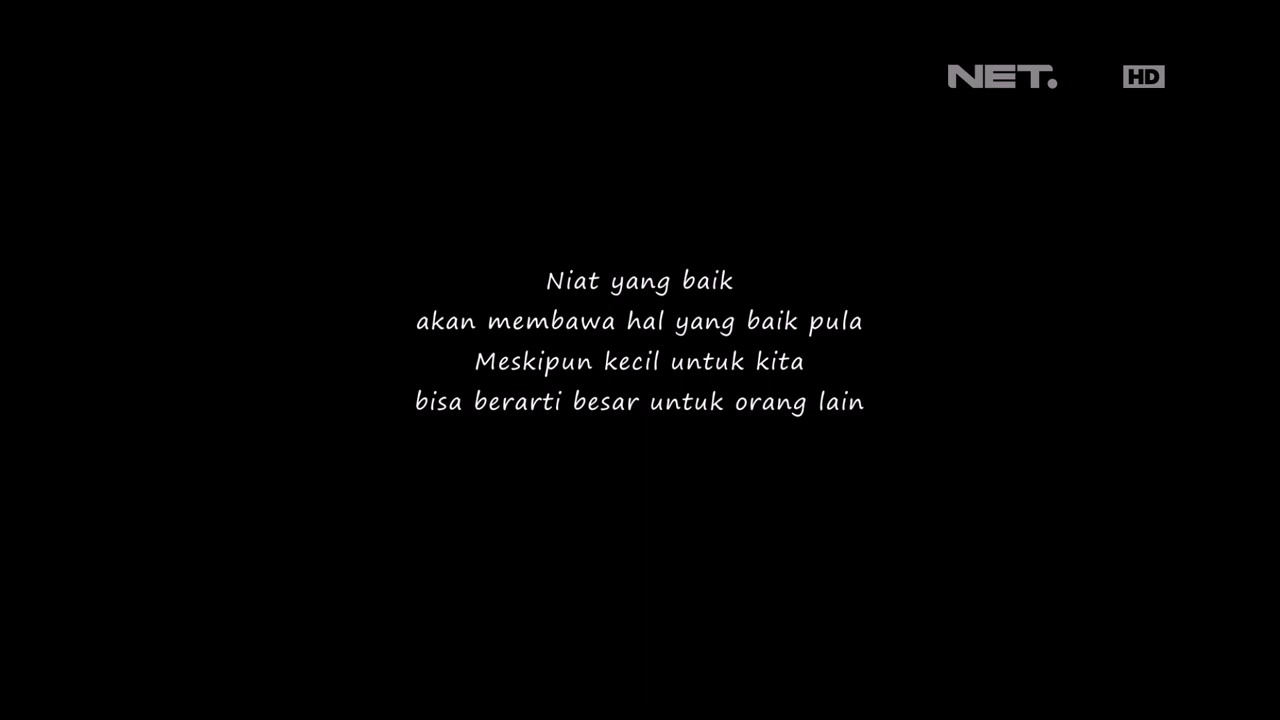 NET. HD
Niat yang baik
akan membawa hal yang baik pula
Meskipun kecil untuk kita
bisa berarti besar untuk orang lain